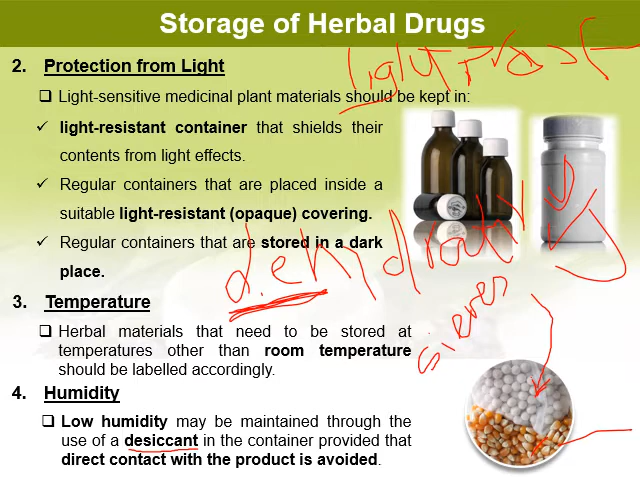 Storage of Herbal Drugs
2. Protection from Light
Light-sensitive medicinal plant materials should be kept in:
light-resistant container that shields their
contents from light effects.
Regular containers that are placed inside a
suitable light-resistant (opaque) covering.
Regular containers that are stored in a dark
place.
3. Temperature
Herbal materials that need to be stored at
temperatures other than room temperature
should be labelled accordingly.
4. Humidity
Low humidity may be maintained through the
use of a desiccant in the container provided that
direct contact with the product is avoided.
Light proof